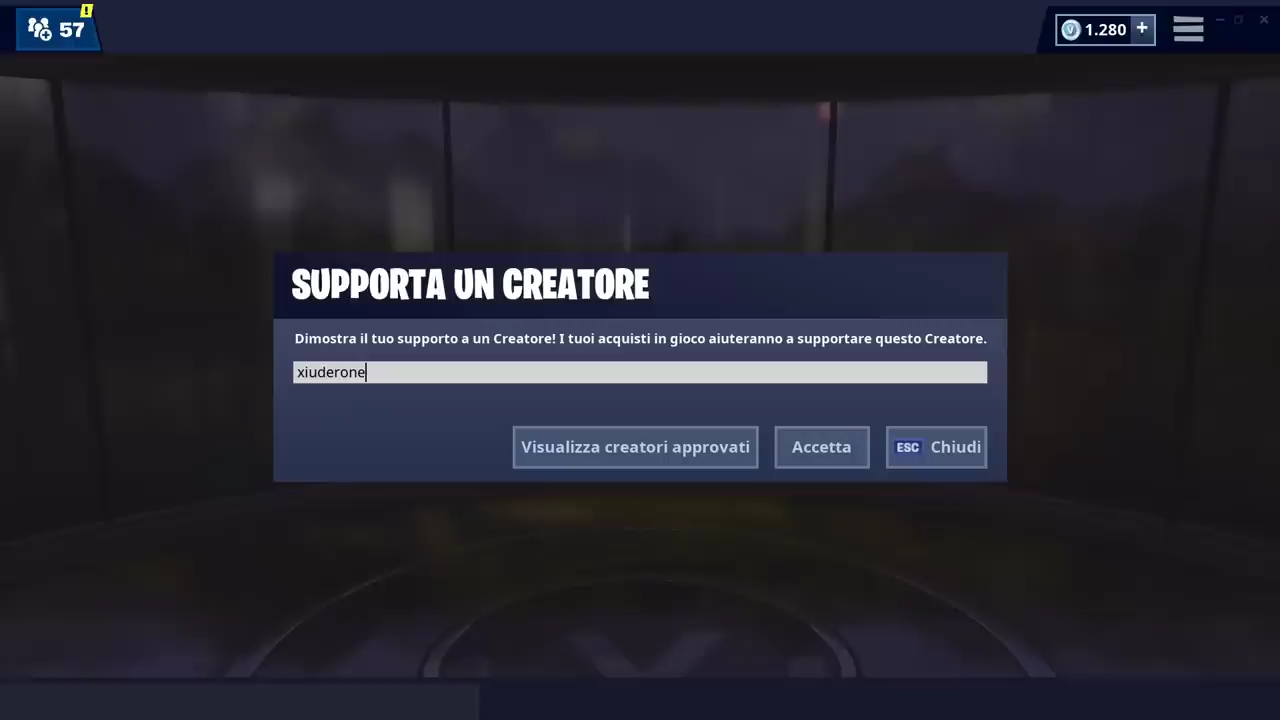 57
!
1.280 +
SUPPORTA UN CREATORE
Dimostra il tuo supporto a un Creatore! I tuoi acquisti in gioco aiuteranno a supportare questo Creatore.
xiuderone
Visualizza creatori approvati
Accetta
ESC Chiudi